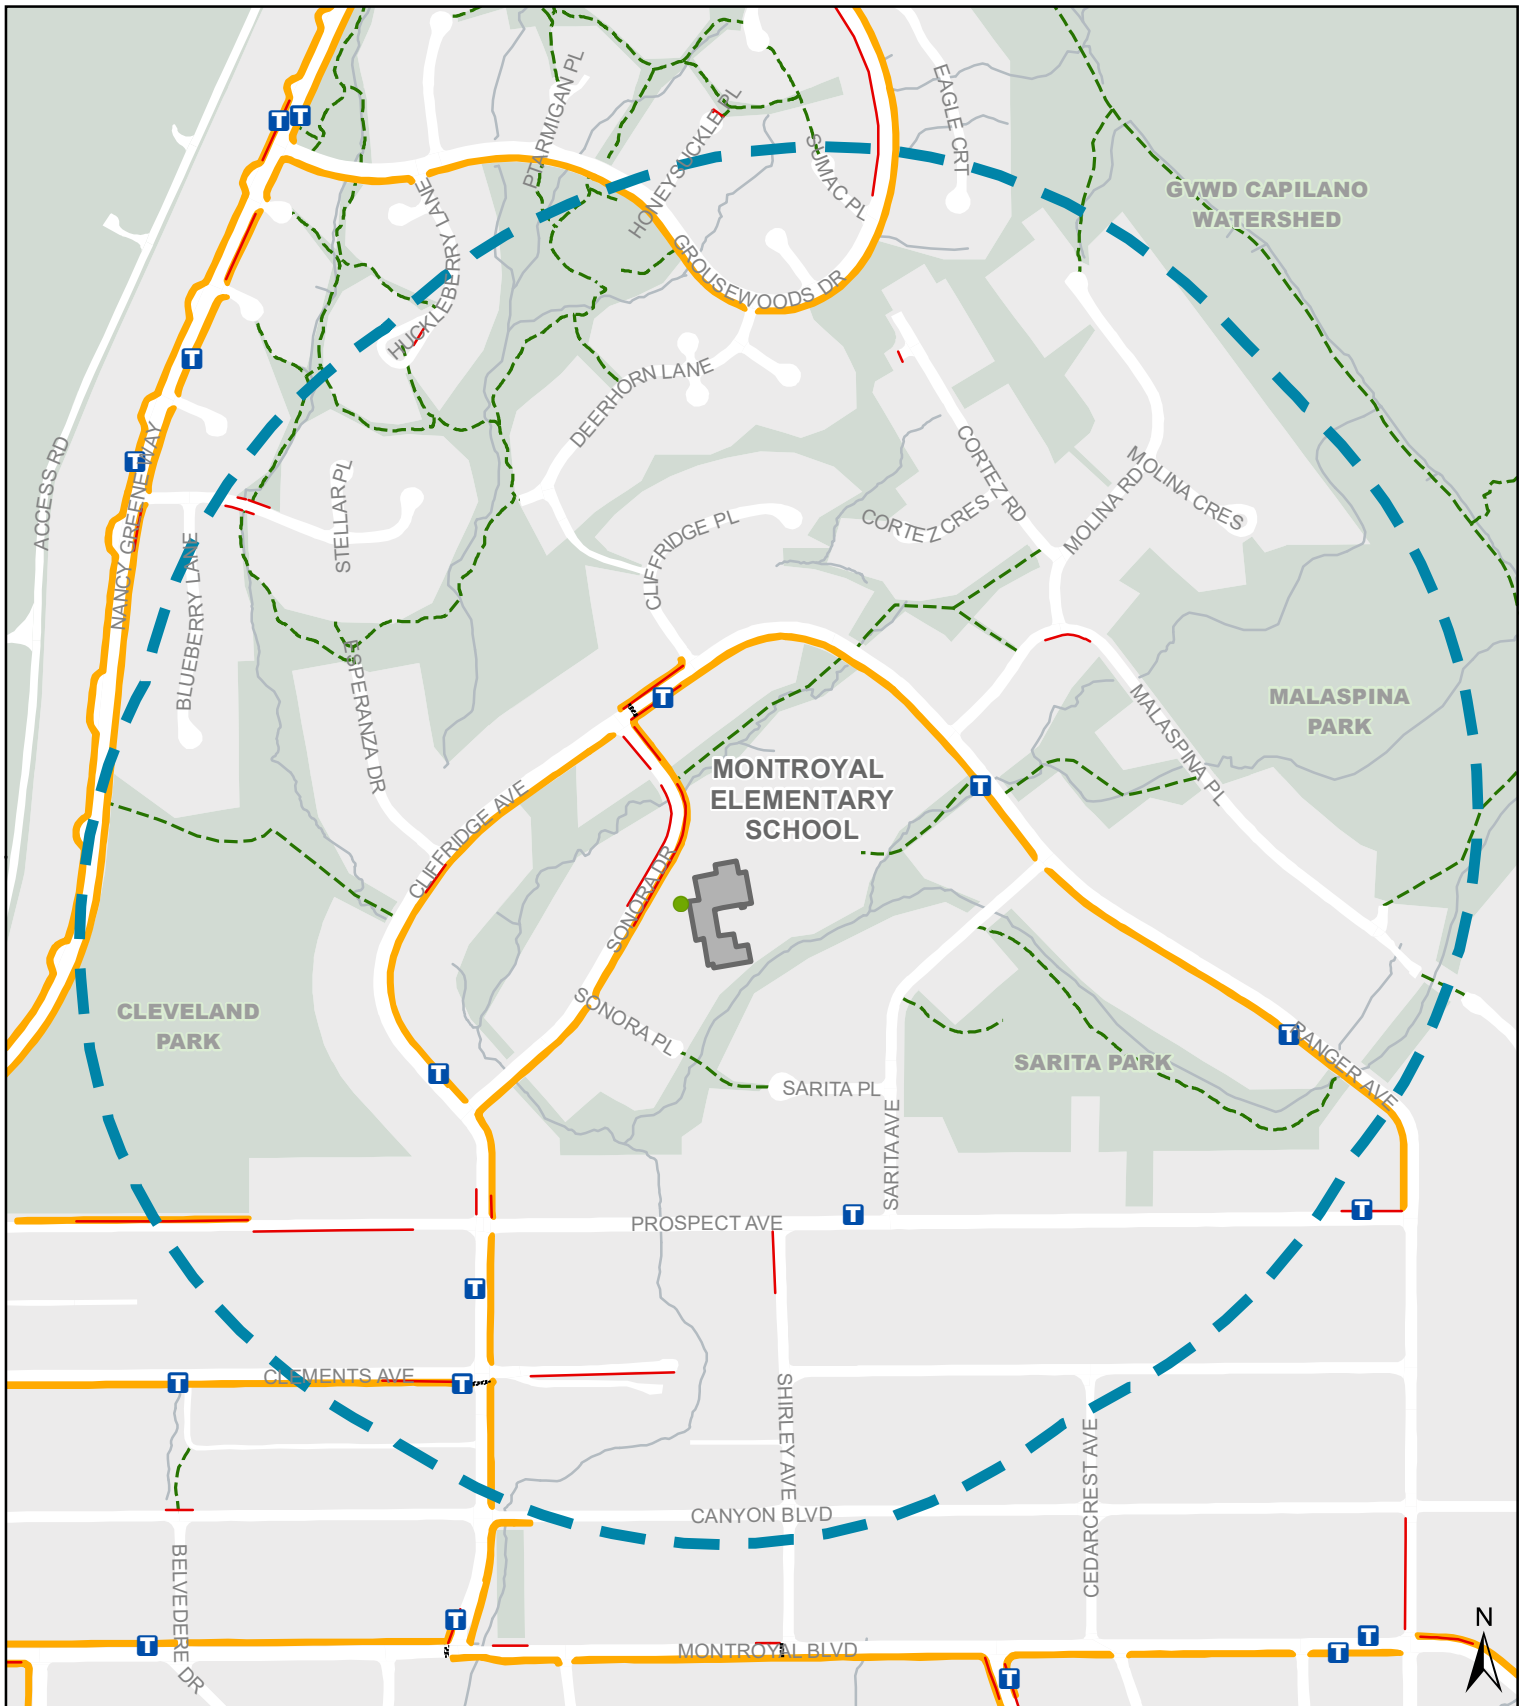 PTARMIGAN PL
HONEYSUCKLE PL
EAGLE CRT
SUMAC PL
T
T
GVWD CAPILANO
WATERSHED
HUCKLEBERRY LANE
GROUSEWOODS DR
T
DEERHORN LANE
ACCESS RD
NANCY GREENE WAY
T
STELLAR PL
CORTEZ RD
MOLINA RD
MOLINA CRES
CORTEZ CRES
CLIFFRIDGE PL
BLUEBERRY LANE
ESPERANZA DR
T
MALASPINA PL
MALASPINA
PARK
MONTROYAL
ELEMENTARY
SCHOOL
T
CLIFFRIDGE AVE
SONORA DR
CLEVELAND
PARK
SONORA PL
T
SARITA PARK
T
RANGER AVE
SARITA PL
SARITA AVE
PROSPECT AVE
T
T
T
CLEMENTS AVE
T
T
SHIRLEY AVE
CEDARCREST AVE
CANYON BLVD
BELVEDERE DR
T
T
MONTROYAL BLVD
T
T
T
N